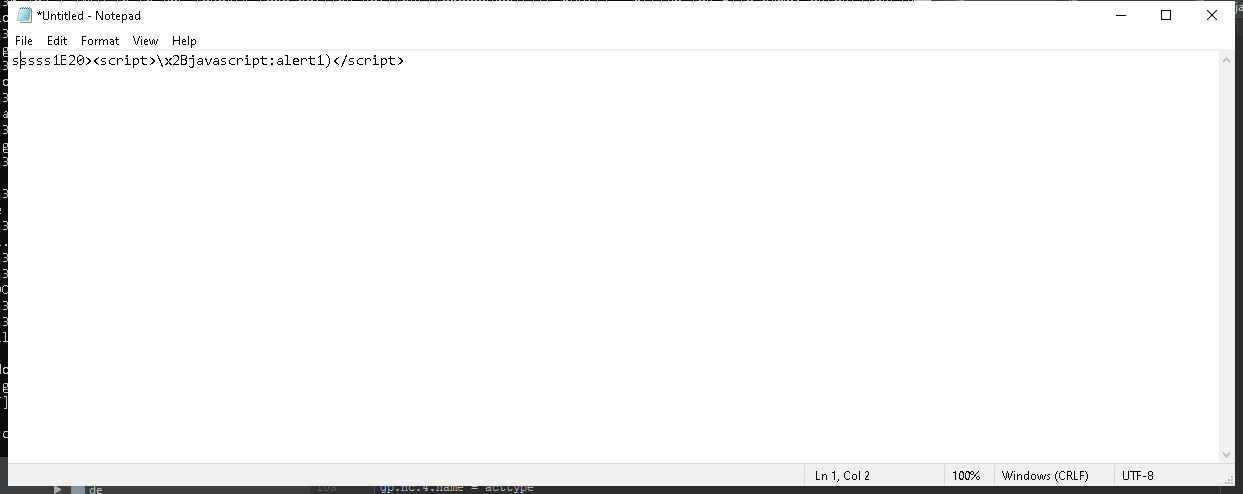 *Untitled - Notepad
File Edit Format View Help
sssss1E20><script>\x2Bjavascript:alert1)</script>
Ln 1, Col 2 100% Windows (CRLF) UTF-8
de 103 gp.nc.4.name = acttype